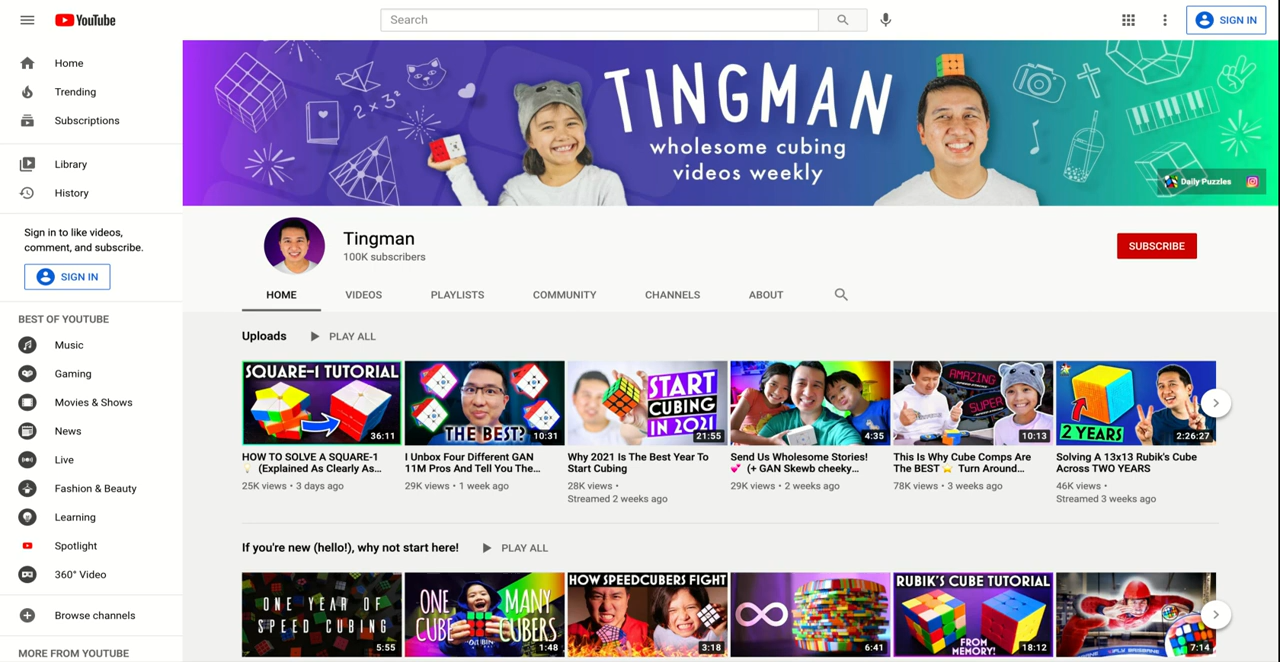 YouTube
Search
SIGN IN
Home
Trending
Subscriptions
Library
History
Sign in to like videos,
comment, and subscribe.
SIGN IN
BEST OF YOUTUBE
Music
Gaming
Movies & Shows
News
Live
Fashion & Beauty
Learning
Spotlight
360° Video
Browse channels
MORE FROM YOUTUBE
2 x 3²
TINGMAN
wholesome cubing
videos weekly
Daily Puzzles
Tingman
100K subscribers
SUBSCRIBE
HOME VIDEOS PLAYLISTS COMMUNITY CHANNELS ABOUT
Uploads PLAY ALL
SQUARE-1 TUTORIAL
36:11
HOW TO SOLVE A SQUARE-1
💡 (Explained As Clearly As...
25K views • 3 days ago
THE BEST?
10:31
I Unbox Four Different GAN
11M Pros And Tell You The...
29K views • 1 week ago
START
CUBING
IN 2021
21:55
Why 2021 Is The Best Year To
Start Cubing
28K views •
Streamed 2 weeks ago
4:35
Send Us Wholesome Stories!
💕 (+ GAN Skewb cheeky...
29K views • 2 weeks ago
AMAZING
SUPER
10:13
This Is Why Cube Comps Are
The BEST ⭐ Turn Around...
78K views • 3 weeks ago
2 YEARS
2:26:27
Solving A 13x13 Rubik's Cube
Across TWO YEARS
46K views •
Streamed 3 weeks ago
If you're new (hello!), why not start here! PLAY ALL
ONE YEAR OF
SPEED CUBING
5:55
ONE MANY
CUBE CUBERS
1:48
HOW SPEEDCUBERS FIGHT
3:18
6:41
RUBIK'S CUBE TUTORIAL
FROM
MEMORY!
18:12
iFLY BRISBANE
7:14